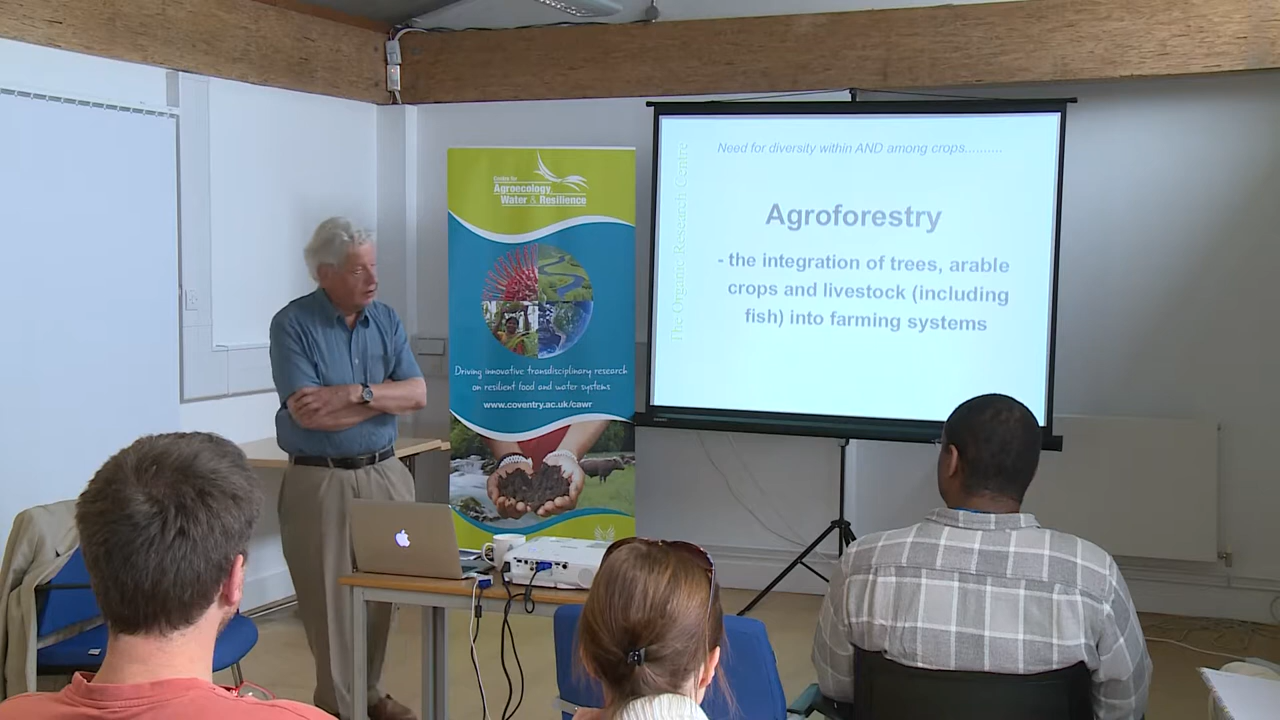 Centre for
Agroecology,
Water & Resilience
Driving innovative transdisciplinary research
on resilient food and water systems
www.coventry.ac.uk/cawr
The Organic Research Centre
Need for diversity within AND among crops..........
Agroforestry
- the integration of trees, arable
crops and livestock (including
fish) into farming systems